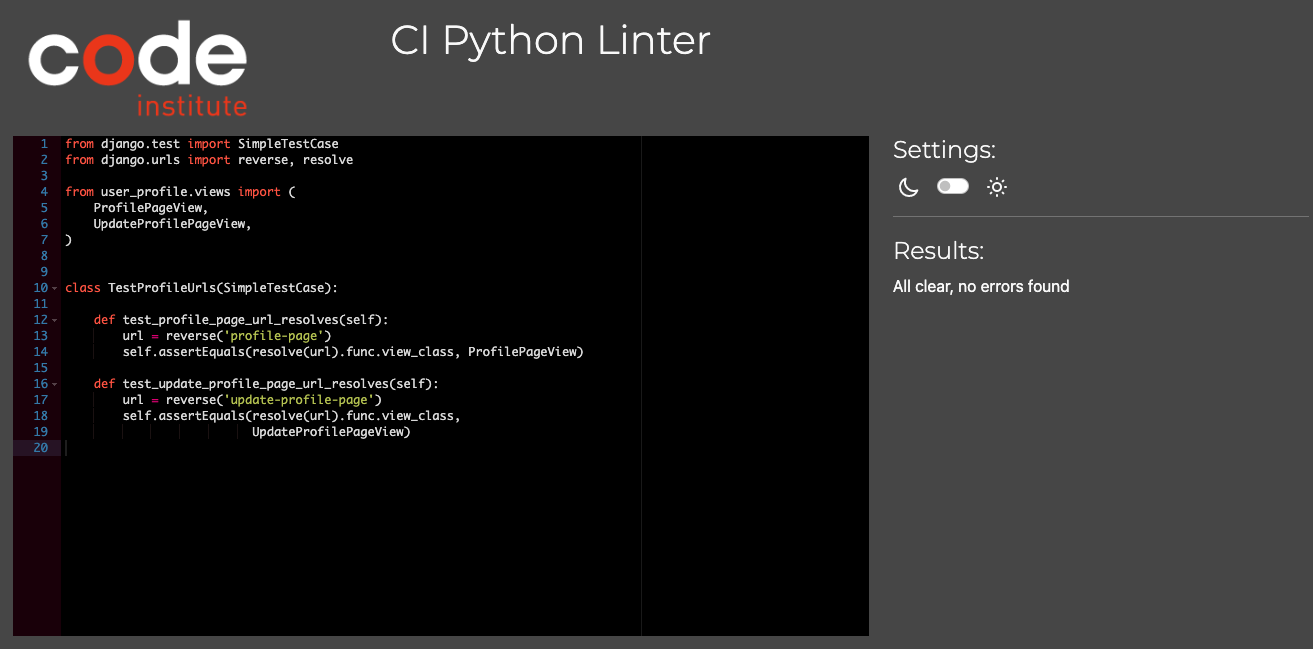 code
institute
CI Python Linter
1 from django.test import SimpleTestCase
2 from django.urls import reverse, resolve
3
4 from user_profile.views import (
5     ProfilePageView,
6     UpdateProfilePageView,
7 )
8
9
10 class TestProfileUrls(SimpleTestCase):
11
12     def test_profile_page_url_resolves(self):
13         url = reverse('profile-page')
14         self.assertEquals(resolve(url).func.view_class, ProfilePageView)
15
16     def test_update_profile_page_url_resolves(self):
17         url = reverse('update-profile-page')
18         self.assertEquals(resolve(url).func.view_class,
19                           UpdateProfilePageView)
20
Settings:
Results:
All clear, no errors found